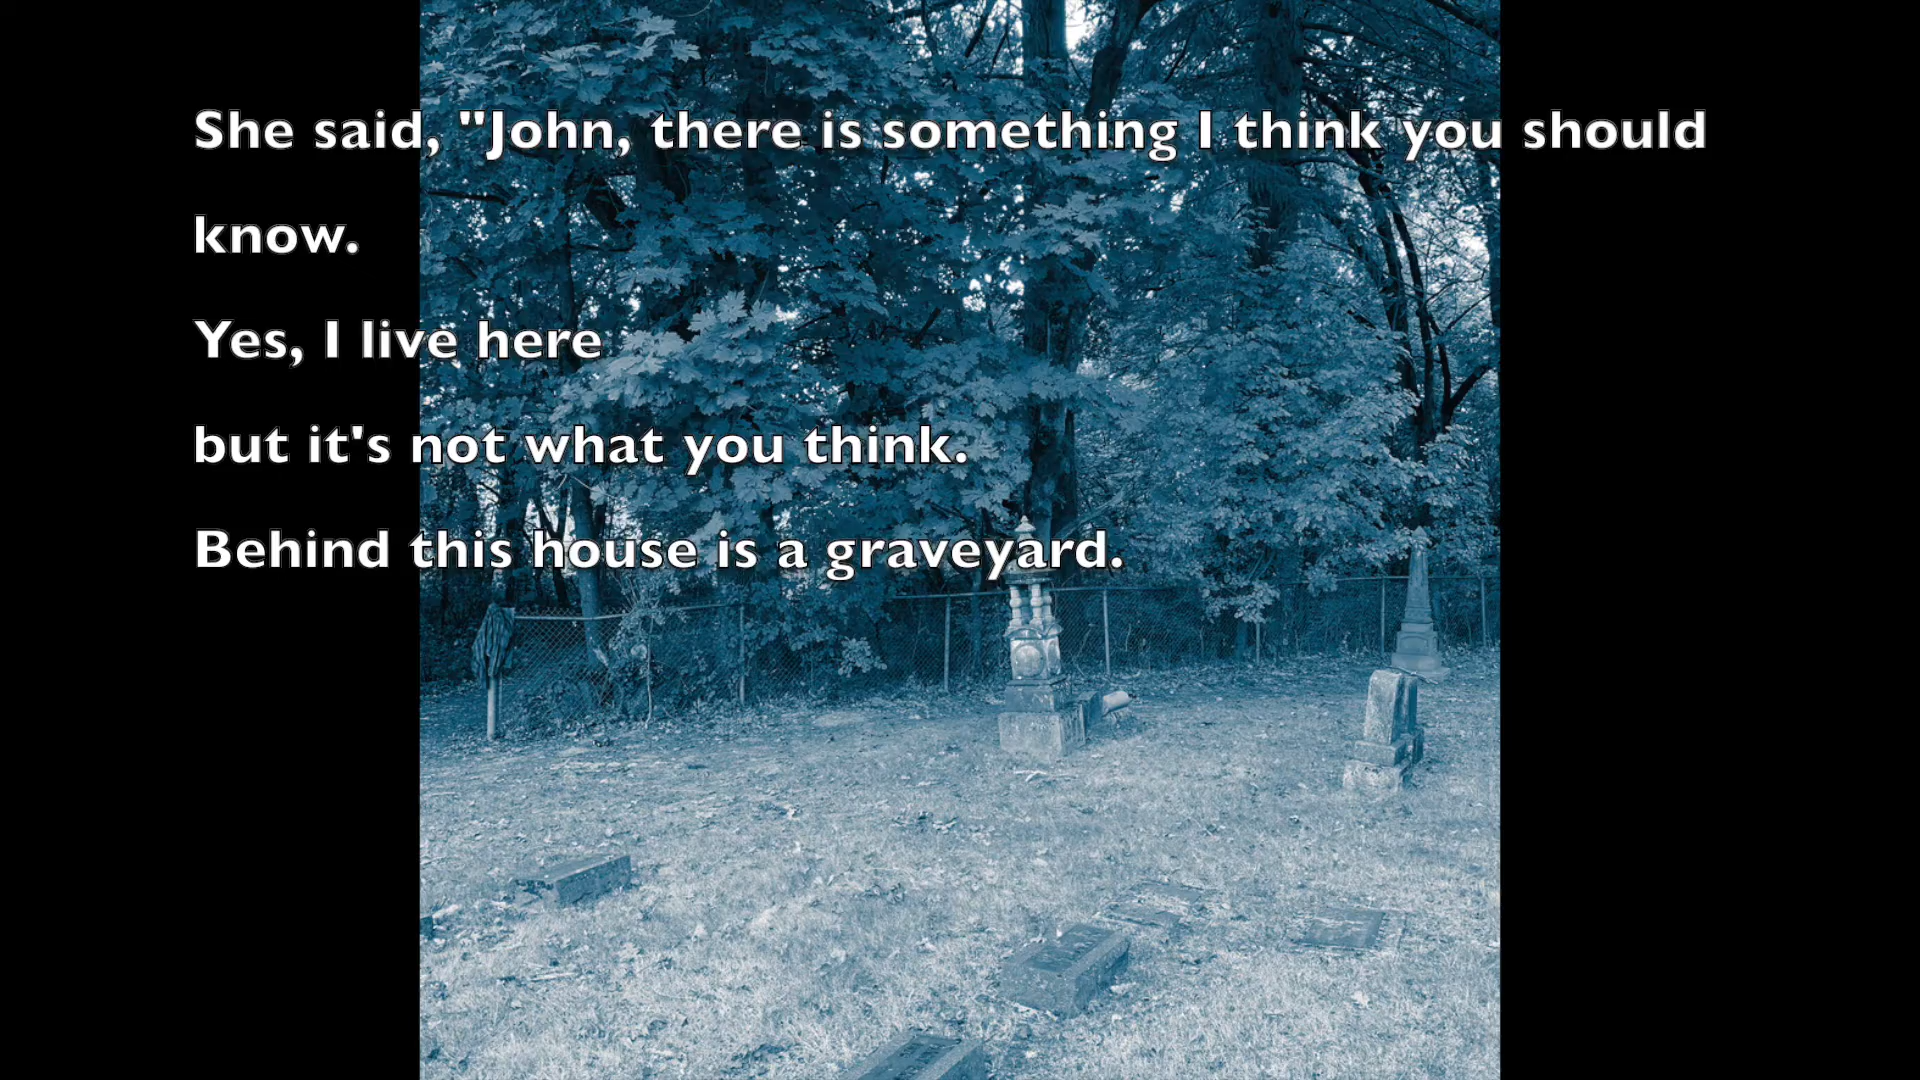 She said, "John, there is something I think you should
know.
Yes, I live here
but it's not what you think.
Behind this house is a graveyard.